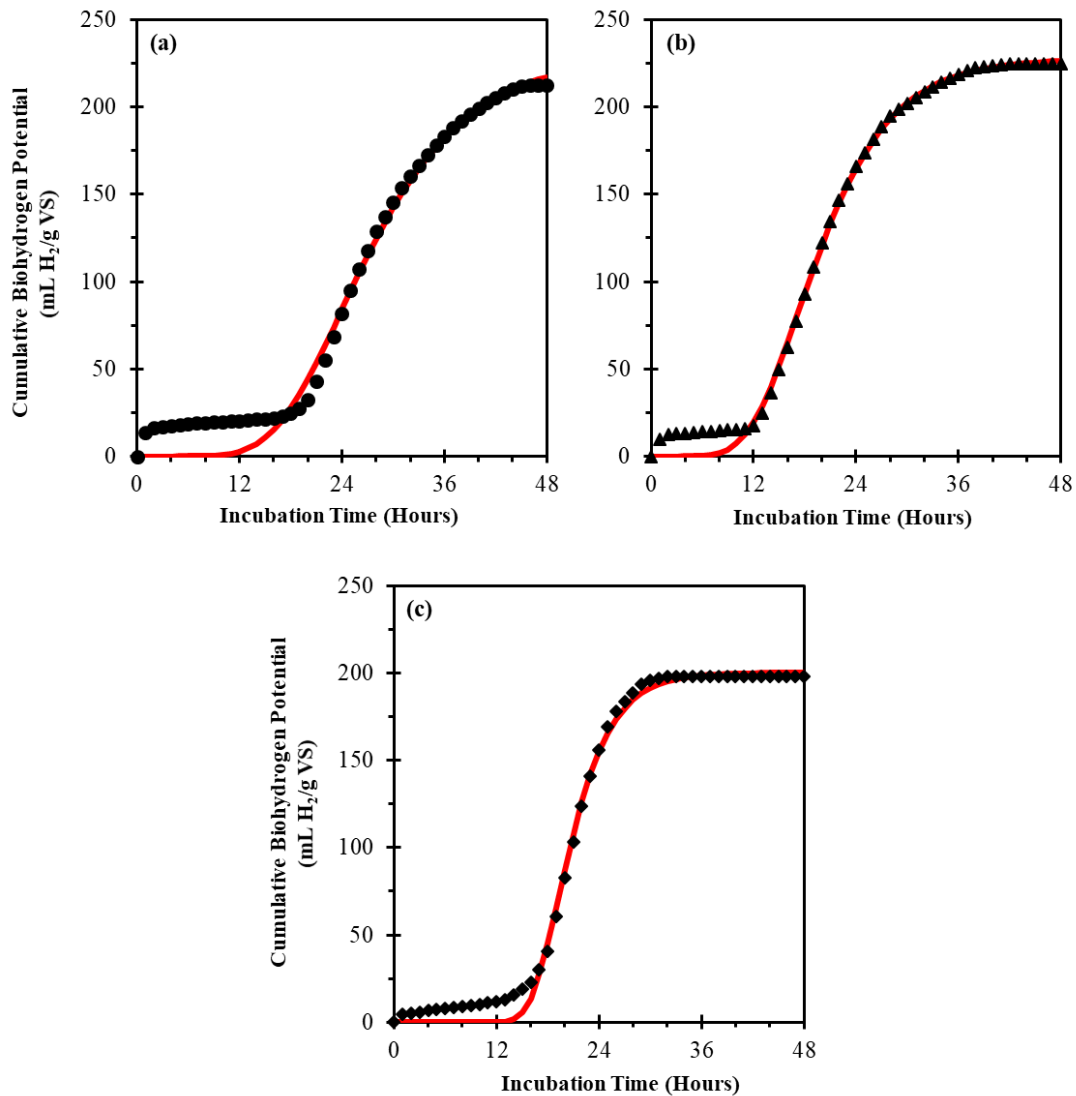 (a)
Cumulative Biohydrogen Potential
(mL H₂/g VS)
250
200
150
100
50
0
0 12 24 36 48
Incubation Time (Hours)
(b)
250
200
150
100
50
0
0 12 24 36 48
Incubation Time (Hours)
(c)
Cumulative Biohydrogen Potential
(mL H₂/g VS)
250
200
150
100
50
0
0 12 24 36 48
Incubation Time (Hours)